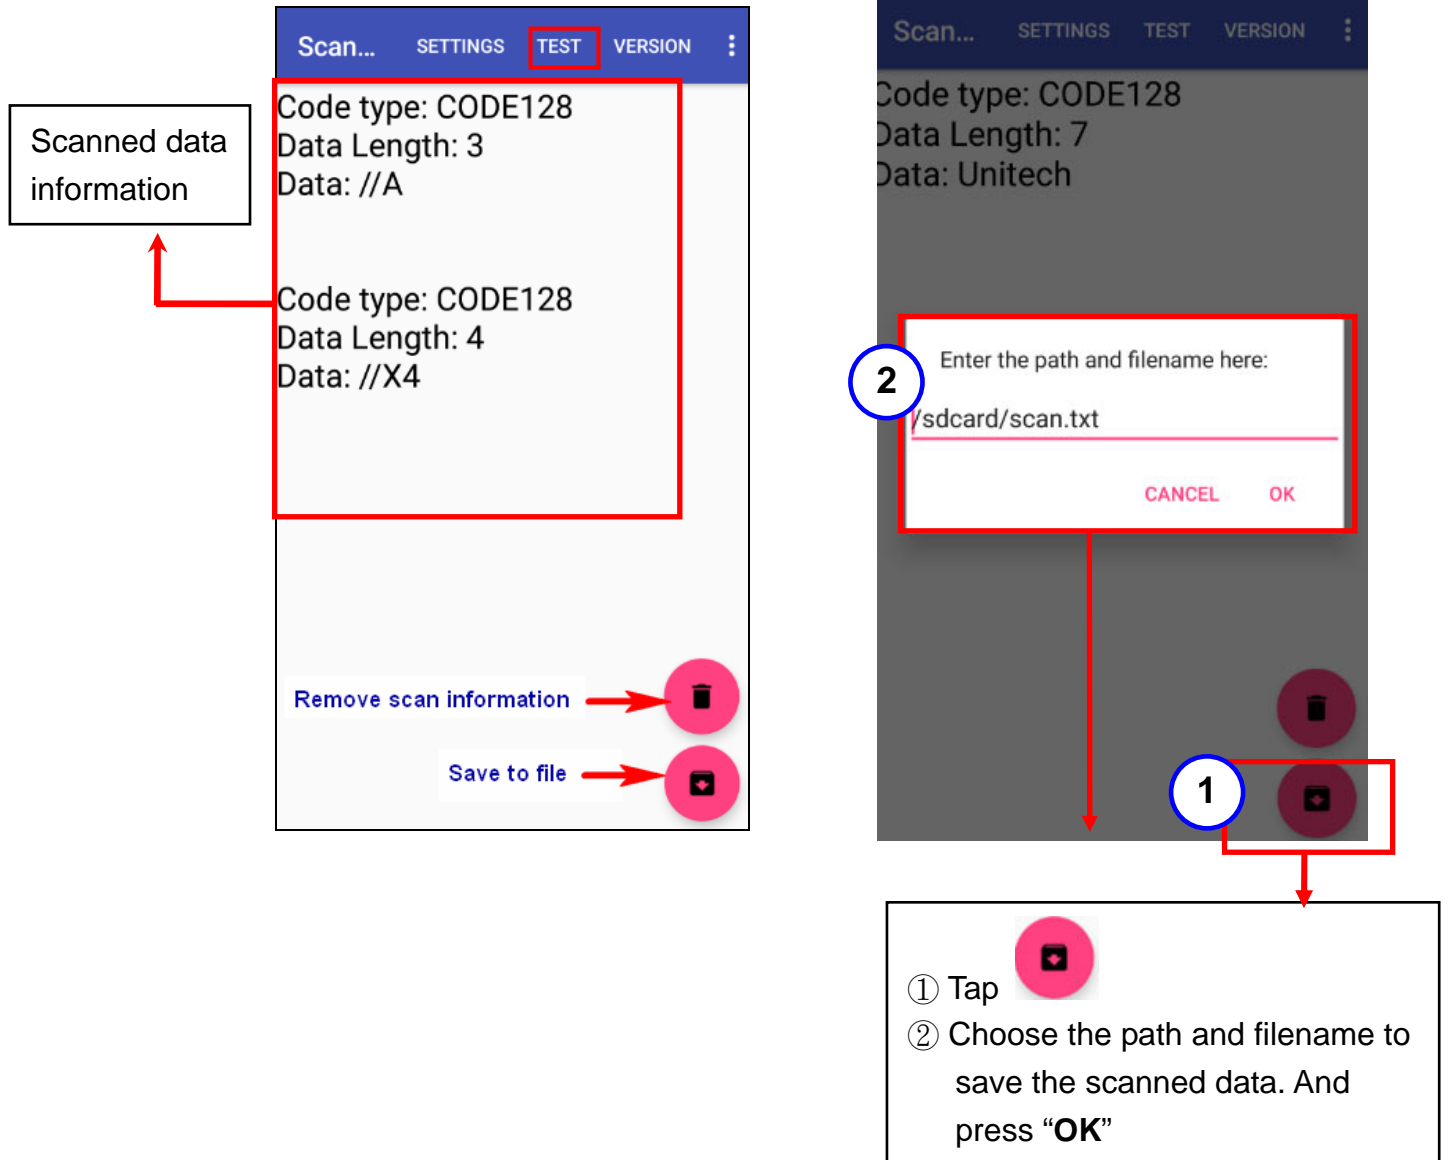 Scan... SETTINGS TEST VERSION
Scanned data
information
Code type: CODE128
Data Length: 3
Data: //A
Code type: CODE128
Data Length: 4
Data: //X4
Remove scan information
Save to file
Scan... SETTINGS TEST VERSION
Code type: CODE128
Data Length: 7
Data: Unitech
2
Enter the path and filename here:
/sdcard/scan.txt
CANCEL OK
1
① Tap
② Choose the path and filename to
save the scanned data. And
press “OK”